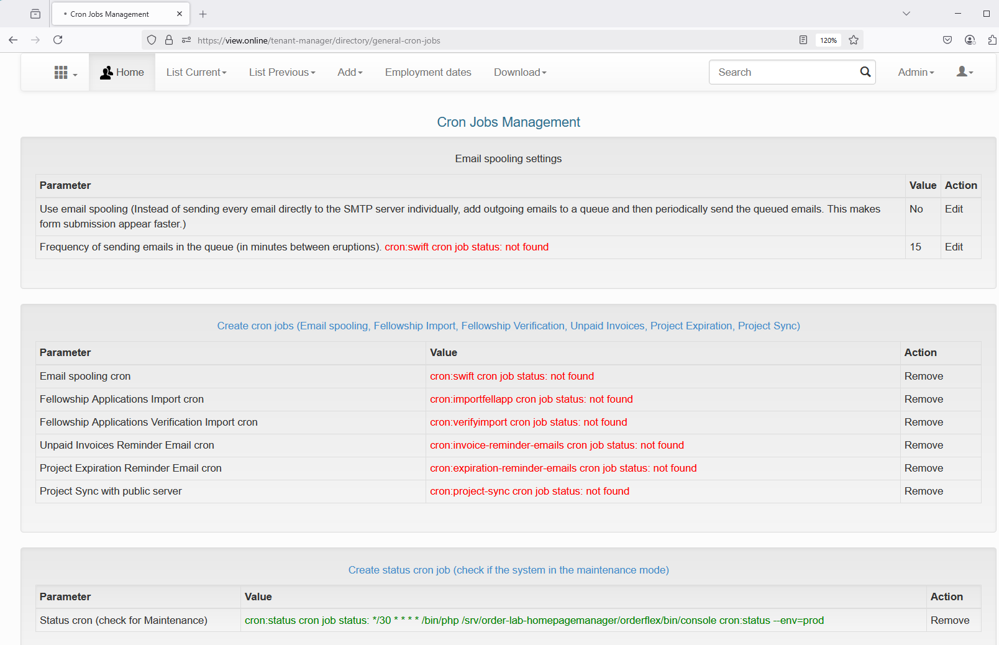 Cron Jobs Management
https://view.online/tenant-manager/directory/general-cron-jobs
120%
Home
List Current
List Previous
Add
Employment dates
Download
Search
Admin
Cron Jobs Management
Email spooling settings
Parameter Value Action
Use email spooling (Instead of sending every email directly to the SMTP server individually, add outgoing emails to a queue and then periodically send the queued emails. This makes No Edit
form submission appear faster.)
Frequency of sending emails in the queue (in minutes between eruptions). cron:swift cron job status: not found 15 Edit
Create cron jobs (Email spooling, Fellowship Import, Fellowship Verification, Unpaid Invoices, Project Expiration, Project Sync)
Parameter Value Action
Email spooling cron cron:swift cron job status: not found Remove
Fellowship Applications Import cron cron:importfellapp cron job status: not found Remove
Fellowship Applications Verification Import cron cron:verifyimport cron job status: not found Remove
Unpaid Invoices Reminder Email cron cron:invoice-reminder-emails cron job status: not found Remove
Project Expiration Reminder Email cron cron:expiration-reminder-emails cron job status: not found Remove
Project Sync with public server cron:project-sync cron job status: not found Remove
Create status cron job (check if the system in the maintenance mode)
Parameter Value Action
Status cron (check for Maintenance) cron:status cron job status: */30 * * * * /bin/php /srv/order-lab-homepagemanager/orderflex/bin/console cron:status --env=prod Remove